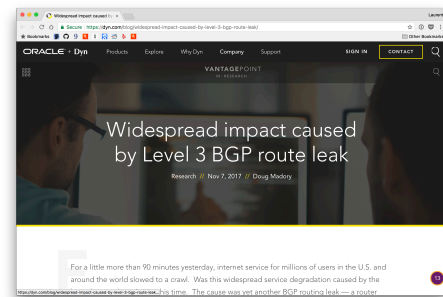 Widespread impact caused by
Lauren
Secure https://dyn.com/blog/widespread-impact-caused-by-level-3-bgp-route-leak/
Bookmarks
Other Bookmarks
ORACLE + Dyn Products Explore Why Dyn Company Support SIGN IN CONTACT
VANTAGEPOINT
Widespread impact caused
by Level 3 BGP route leak
Research // Nov 7, 2017 // Doug Madory
For a little more than 90 minutes yesterday, internet service for millions of users in the U.S. and
around the world slowed to a crawl. Was this widespread service degradation caused by the
his time. The cause was yet another BGP routing leak — a router
https://dyn.com/blog/widespread-impact-caused-by-level-3-bgp-route-leak...
13